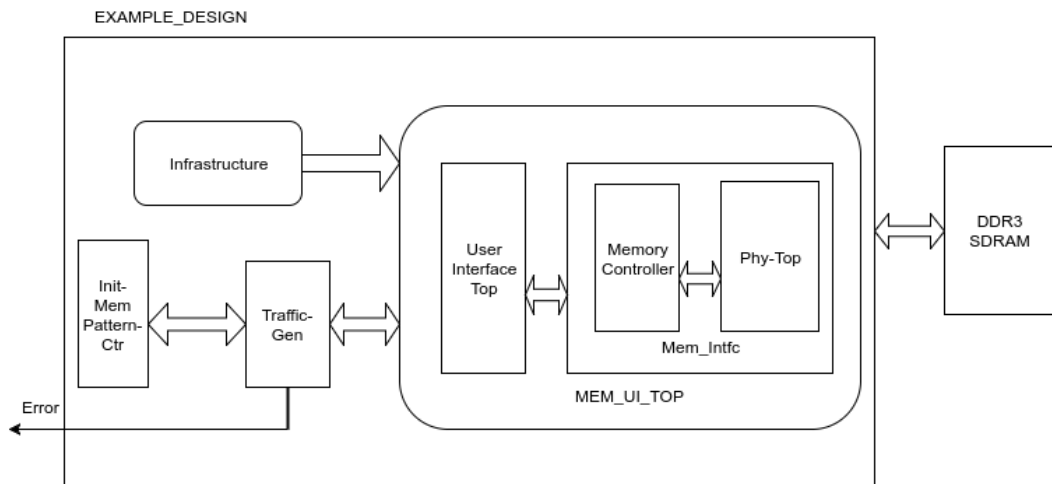 EXAMPLE_DESIGN
Infrastructure
Init-
Mem
Pattern-
Ctr
Traffic-
Gen
Error
User
Interface
Top
Memory
Controller
Phy-Top
Mem_Intfc
MEM_UI_TOP
DDR3
SDRAM